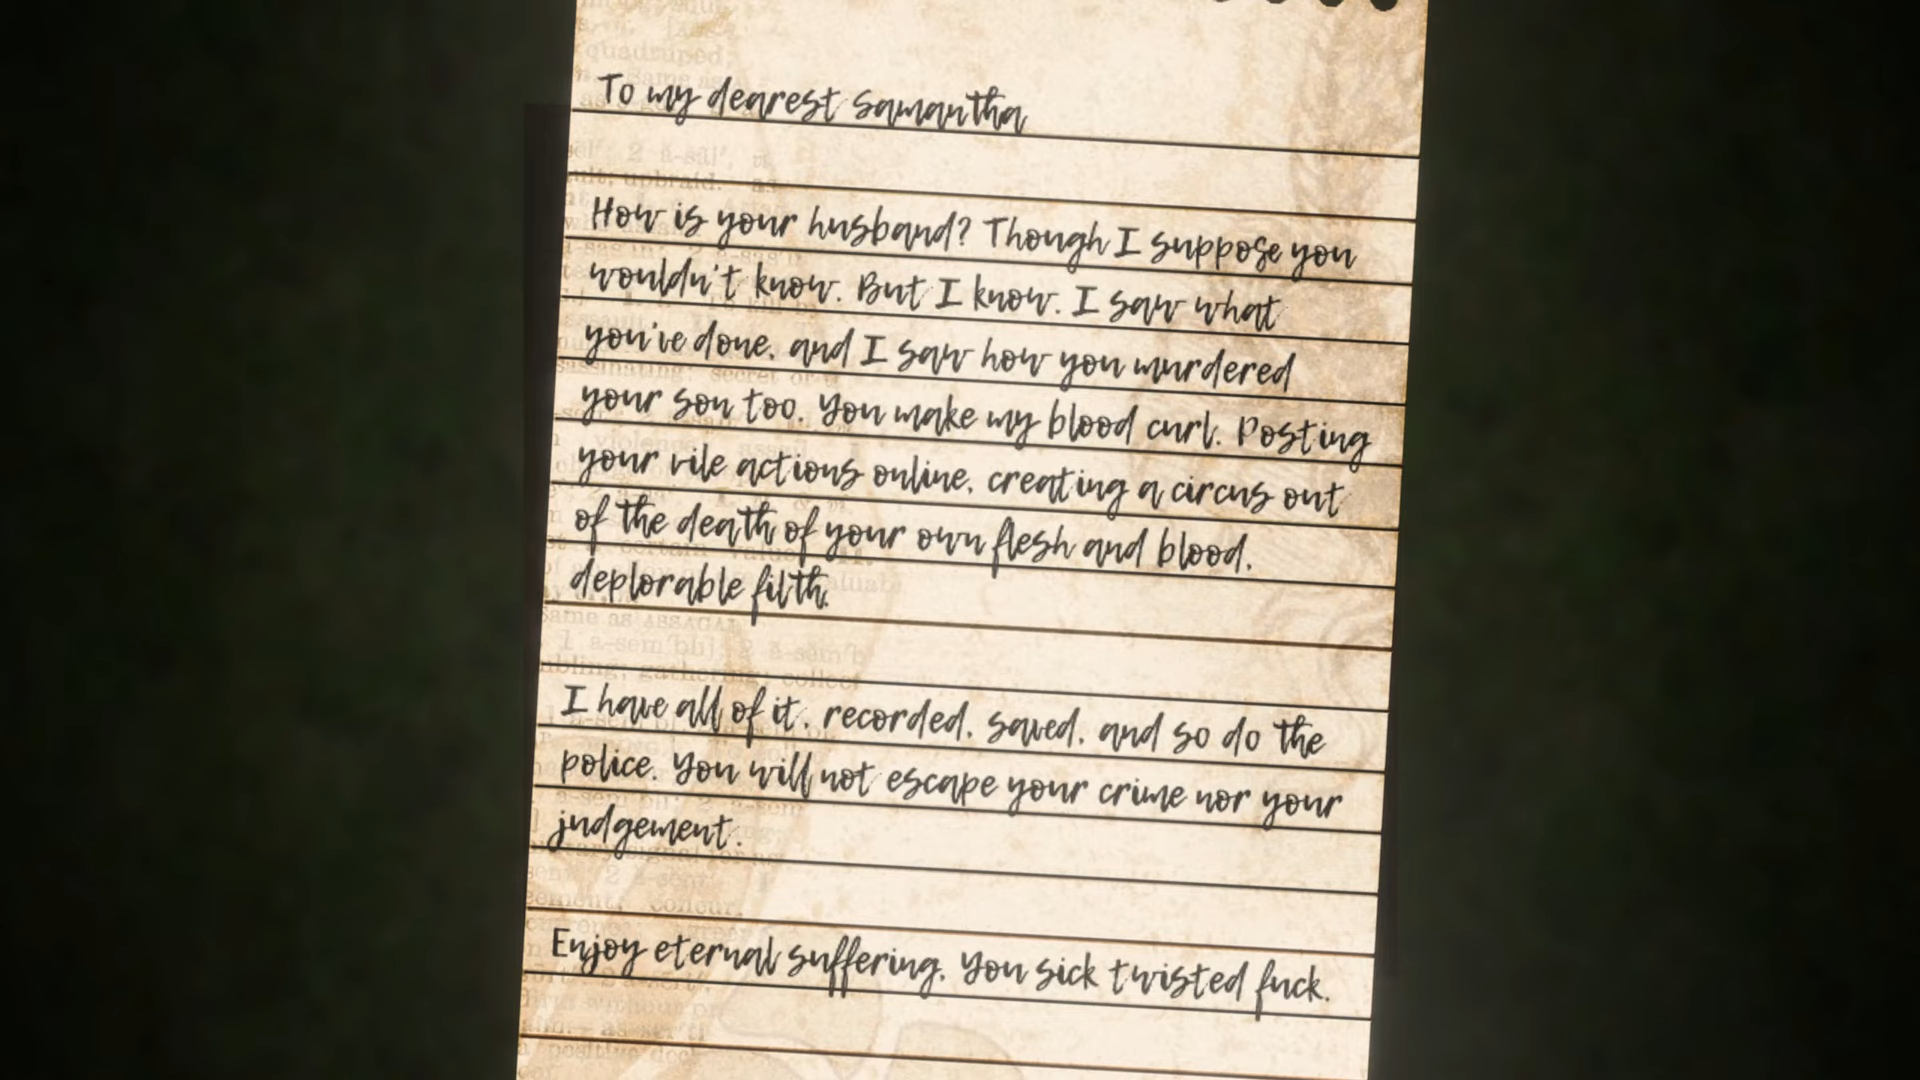 To my dearest Samantha
How is your husband? Though I suppose you
wouldn't know. But I know. I saw what
you've done, and I saw how you murdered
your son too. You make my blood curl. Posting
your vile actions online, creating a circus out
of the death of your own flesh and blood.
deplorable filth.
I have all of it, recorded, saved, and so do the
police. You will not escape your crime nor your
judgement.
Enjoy eternal suffering, You sick twisted fuck.